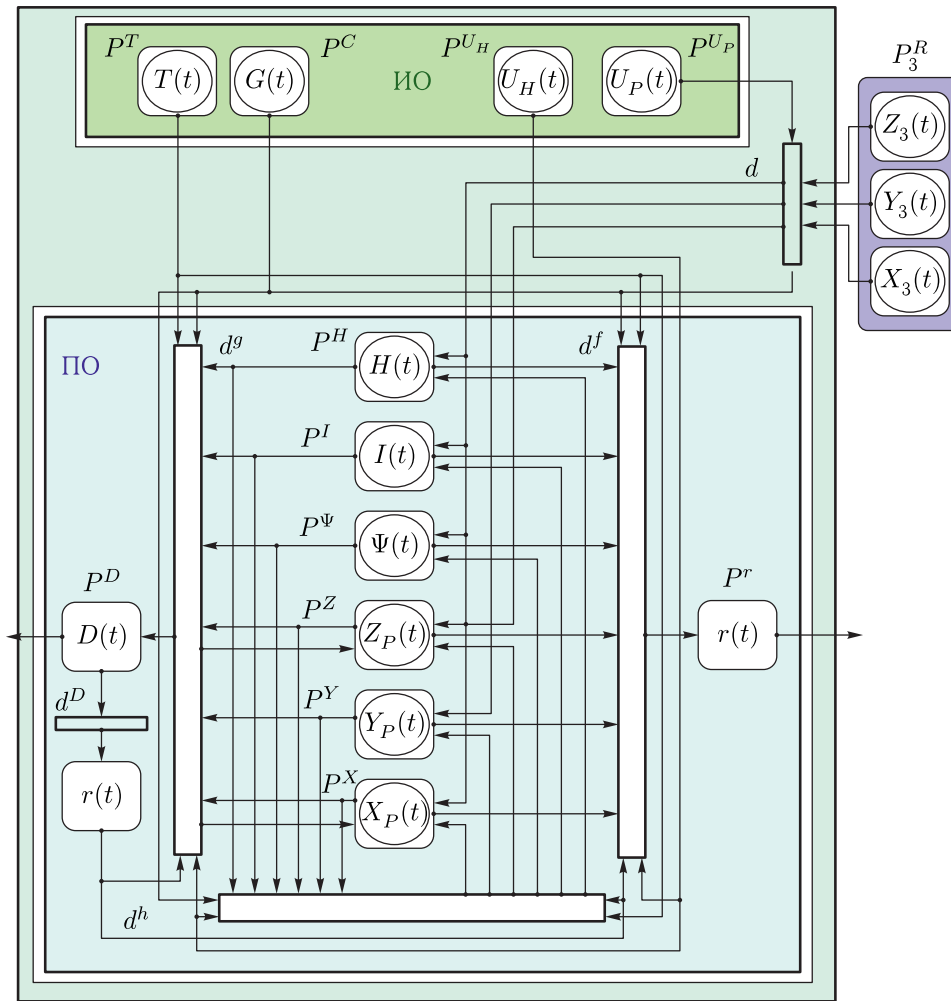 P^T T(t) G(t) P^C ИО P^{U_H} U_H(t) U_P(t) P^{U_P}
P_3^R
Z_3(t)
d
Y_3(t)
X_3(t)
ПО
d^g P^H d^f
H(t)
P^I
I(t)
P^Ψ
Ψ(t)
P^D P^Z P^r
D(t) Z_P(t) r(t)
d^D P^Y
Y_P(t)
r(t) P^X
X_P(t)
d^h